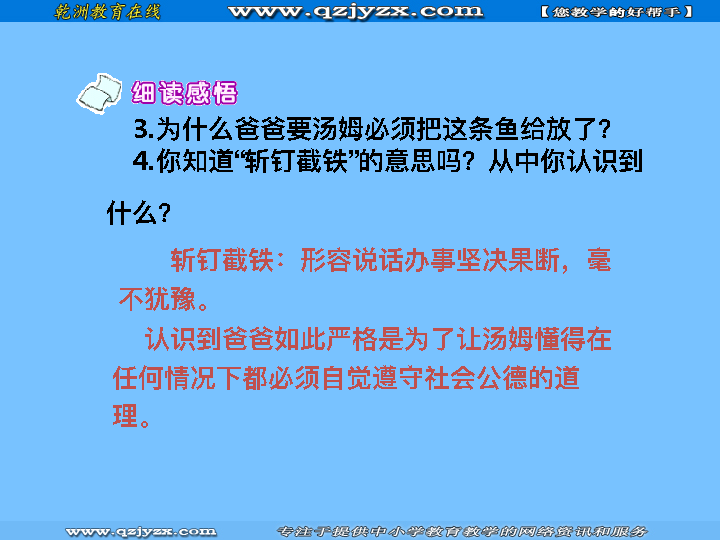 乾洲教育在线 www.qzjyzx.com 【您教学的好帮手】
细读感悟
3.为什么爸爸要汤姆必须把这条鱼给放了？
4.你知道“斩钉截铁”的意思吗？从中你认识到
什么？
斩钉截铁：形容说话办事坚决果断，毫
不犹豫。
认识到爸爸如此严格是为了让汤姆懂得在
任何情况下都必须自觉遵守社会公德的道
理。
www.qzjyzx.com 专注于提供中小学教育教学的网络资讯和服务